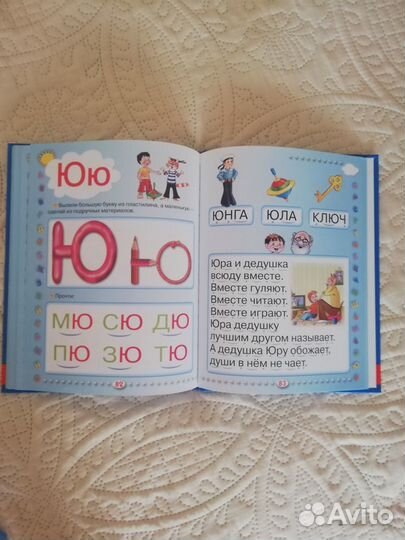 Юю
Вылепи большую букву из пластилина, а маленькую
сделай из подручных материалов.
Ю ю
Прочти:
МЮ СЮ ДЮ
ПЮ ЗЮ ТЮ
82
ЮНГА ЮЛА КЛЮЧ
Юра и дедушка
всюду вместе.
Вместе гуляют.
Вместе читают.
Вместе играют.
Юра дедушку
лучшим другом называет.
А дедушка Юру обожает,
души в нём не чает.
83
Avito